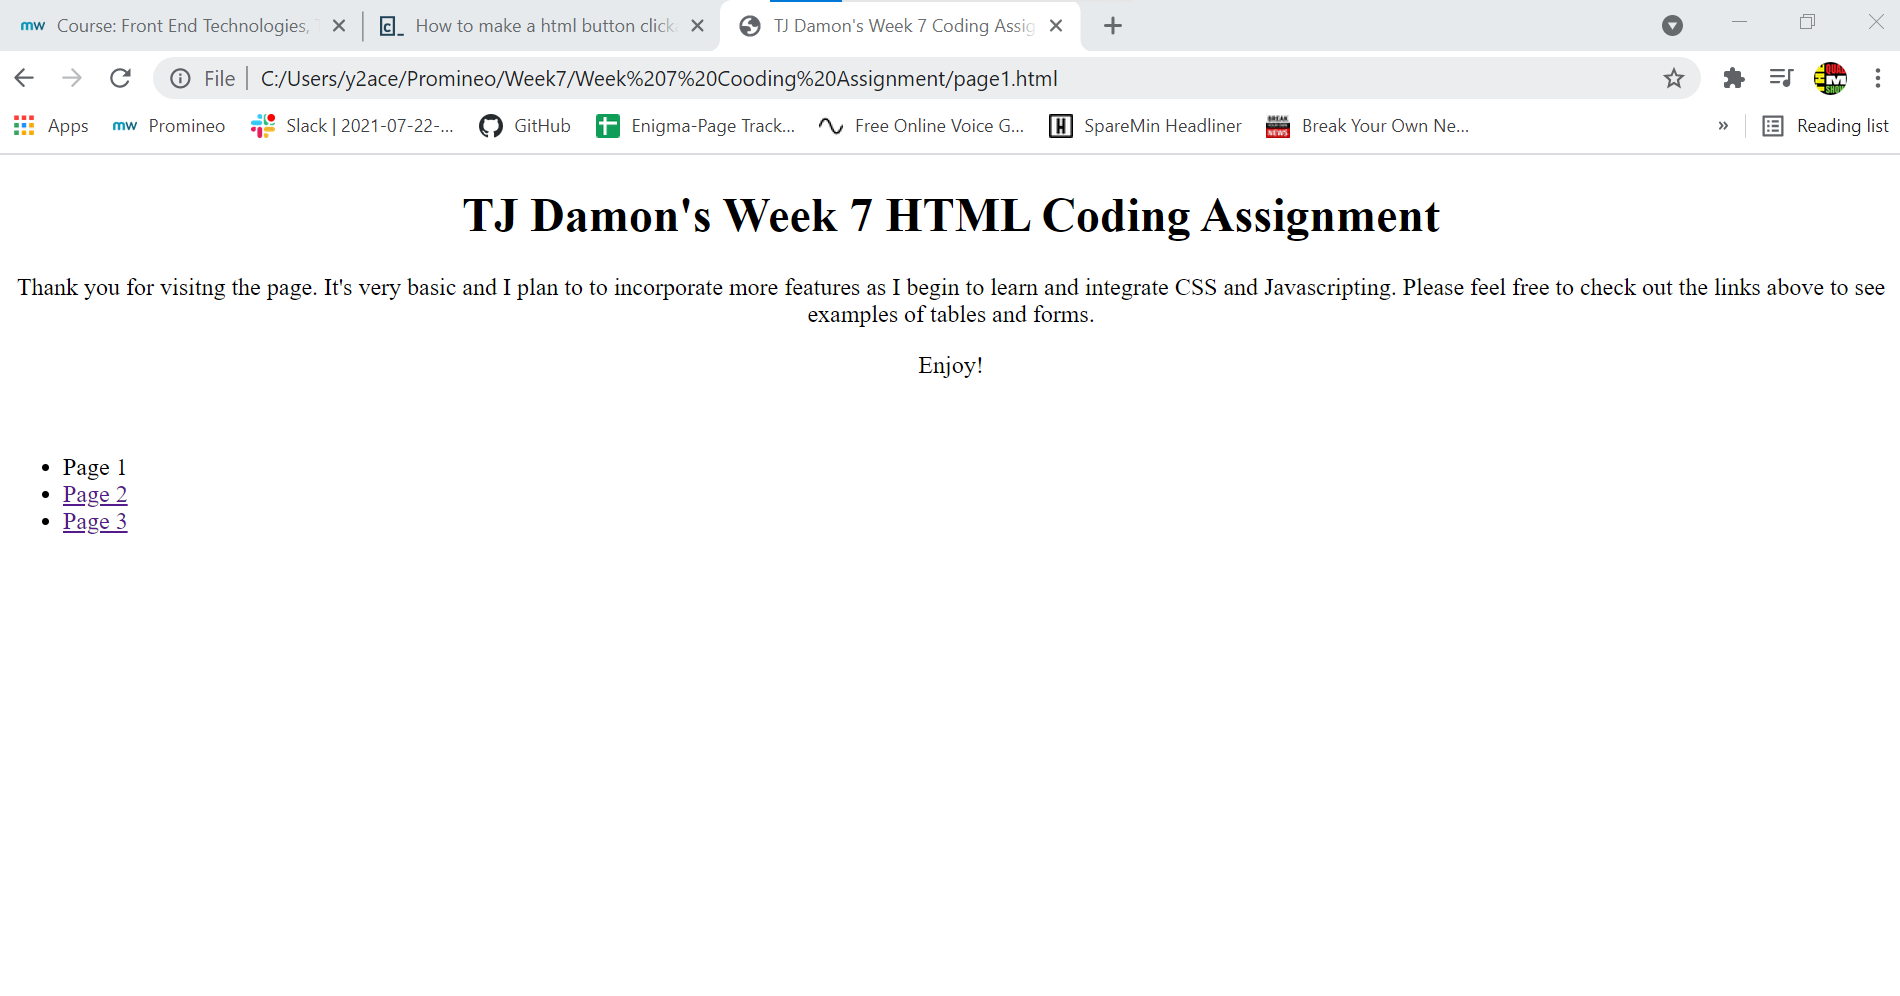 mw Course: Front End Technologies,
c_ How to make a html button click
TJ Damon's Week 7 Coding Assig
File | C:/Users/y2ace/Promineo/Week7/Week%207%20Cooding%20Assignment/page1.html
Apps mw Promineo Slack | 2021-07-22-... GitHub Enigma-Page Track... Free Online Voice G... H SpareMin Headliner BREAK NEWS Break Your Own Ne... » Reading list
TJ Damon's Week 7 HTML Coding Assignment
Thank you for visitng the page. It's very basic and I plan to to incorporate more features as I begin to learn and integrate CSS and Javascripting. Please feel free to check out the links above to see
examples of tables and forms.
Enjoy!
• Page 1
• Page 2
• Page 3